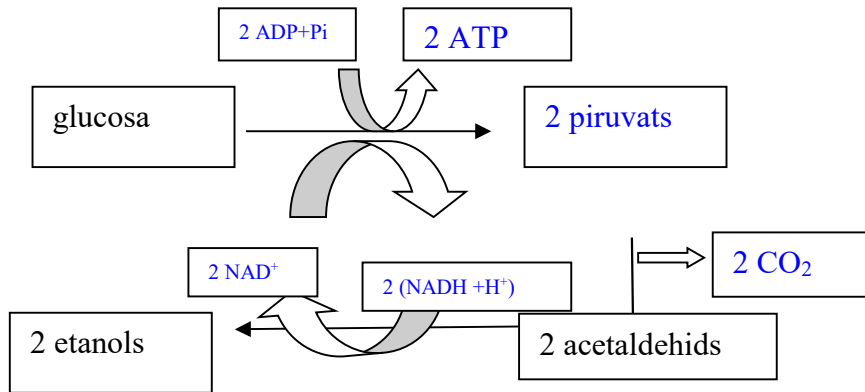 2 ADP+Pi
2 ATP
glucosa
2 piruvats
2 NAD⁺
2 (NADH +H⁺)
2 CO₂
2 etanols
2 acetaldehids